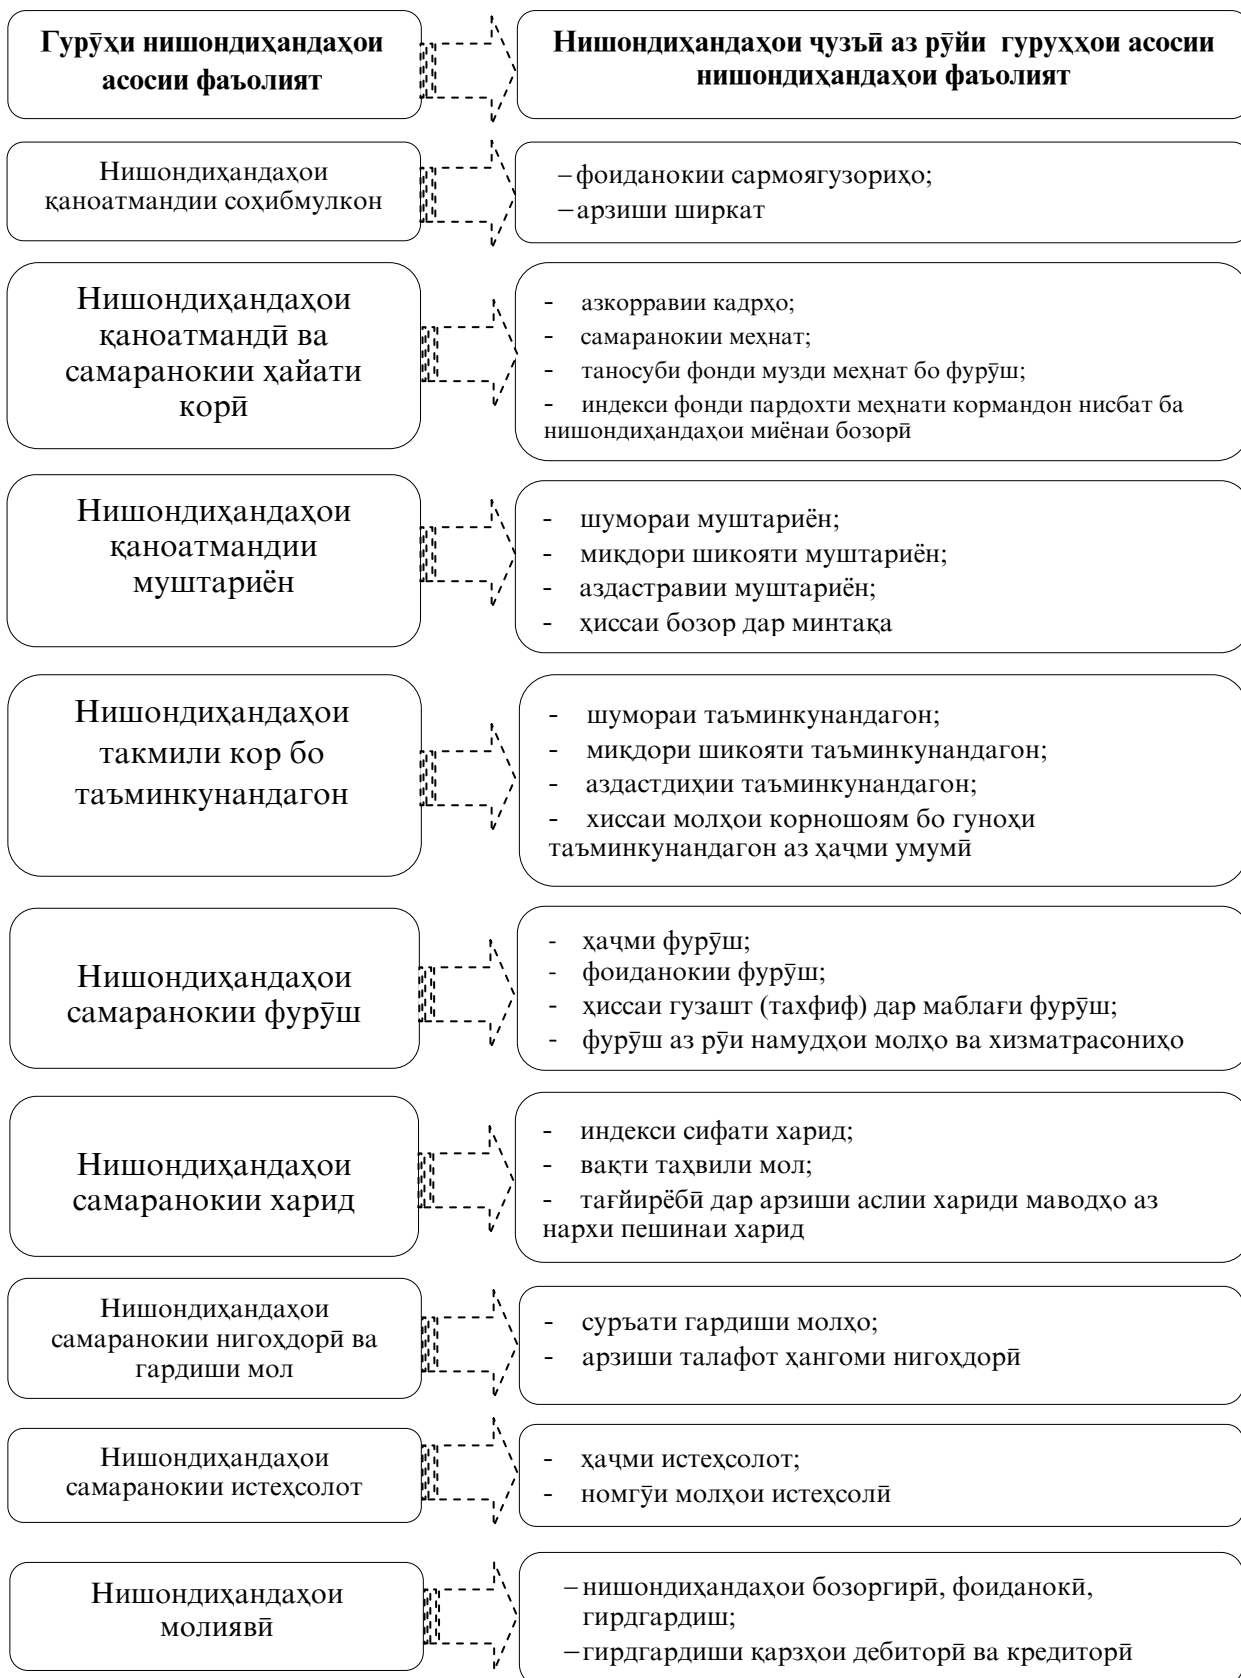 Гурӯҳи нишондиҳандаҳои
асосии фаъолият
Нишондиҳандаҳои ҷузъӣ аз рӯйи гуруҳҳои асосии
нишондиҳандаҳои фаъолият
Нишондиҳандаҳои
қаноатмандии соҳибмулкон
– фоиданокии сармоягузориҳо;
– арзиши ширкат
Нишондиҳандаҳои
қаноатмандӣ ва
самаранокии ҳайати
корӣ
- азкорравии кадрҳо;
- самаранокии меҳнат;
- таносуби фонди музди меҳнат бо фурӯш;
- индекси фонди пардохти меҳнати кормандон нисбат ба
нишондиҳандаҳои миёнаи бозорӣ
Нишондиҳандаҳои
қаноатмандии
муштариён
- шумораи муштариён;
- миқдори шикояти муштариён;
- аздастравии муштариён;
- ҳиссаи бозор дар минтақа
Нишондиҳандаҳои
такмили кор бо
таъминкунандагон
- шумораи таъминкунандагон;
- миқдори шикояти таъминкунандагон;
- аздастдиҳии таъминкунандагон;
- хиссаи молҳои корношоям бо гуноҳи
таъминкунандагон аз ҳаҷми умумӣ
Нишондиҳандаҳои
самаранокии фурӯш
- ҳаҷми фурӯш;
- фоиданокии фурӯш;
- ҳиссаи гузашт (тахфиф) дар маблағи фурӯш;
- фурӯш аз рӯи намудҳои молҳо ва хизматрасониҳо
Нишондиҳандаҳои
самаранокии харид
- индекси сифати харид;
- вақти таҳвили мол;
- тағйирёбӣ дар арзиши аслии хариди маводҳо аз
нархи пешинаи харид
Нишондиҳандаҳои
самаранокии нигоҳдорӣ ва
гардиши мол
- суръати гардиши молҳо;
- арзиши талафот ҳангоми нигоҳдорӣ
Нишондиҳандаҳои
самаранокии истеҳсолот
- ҳаҷми истеҳсолот;
- номгӯи молҳои истеҳсолӣ
Нишондиҳандаҳои
молиявӣ
– нишондиҳандаҳои бозоргирӣ, фоиданокӣ,
гирдгардиш;
– гирдгардиши қарзҳои дебиторӣ ва кредиторӣ